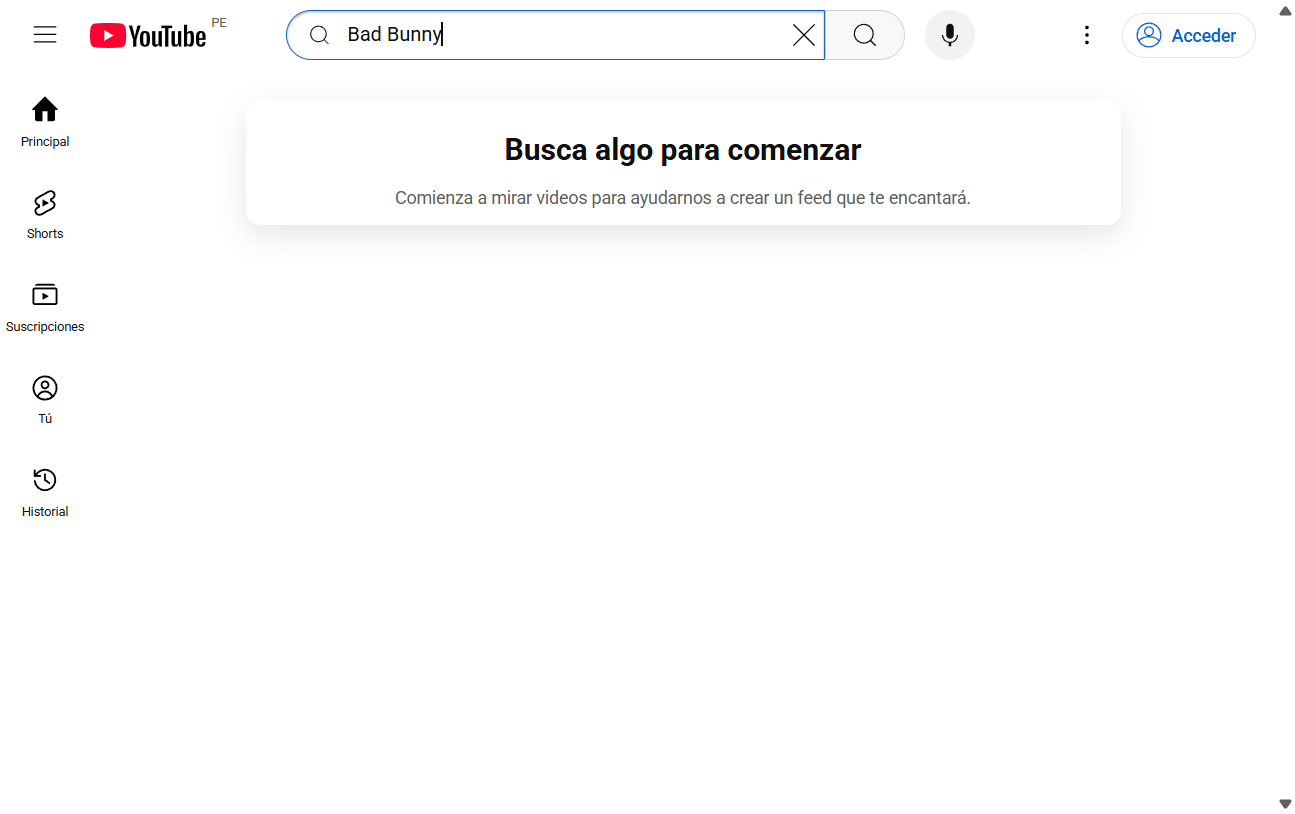 YouTube PE
Bad Bunny
Acceder
Principal
Shorts
Suscripciones
Tú
Historial
Busca algo para comenzar
Comienza a mirar videos para ayudarnos a crear un feed que te encantará.